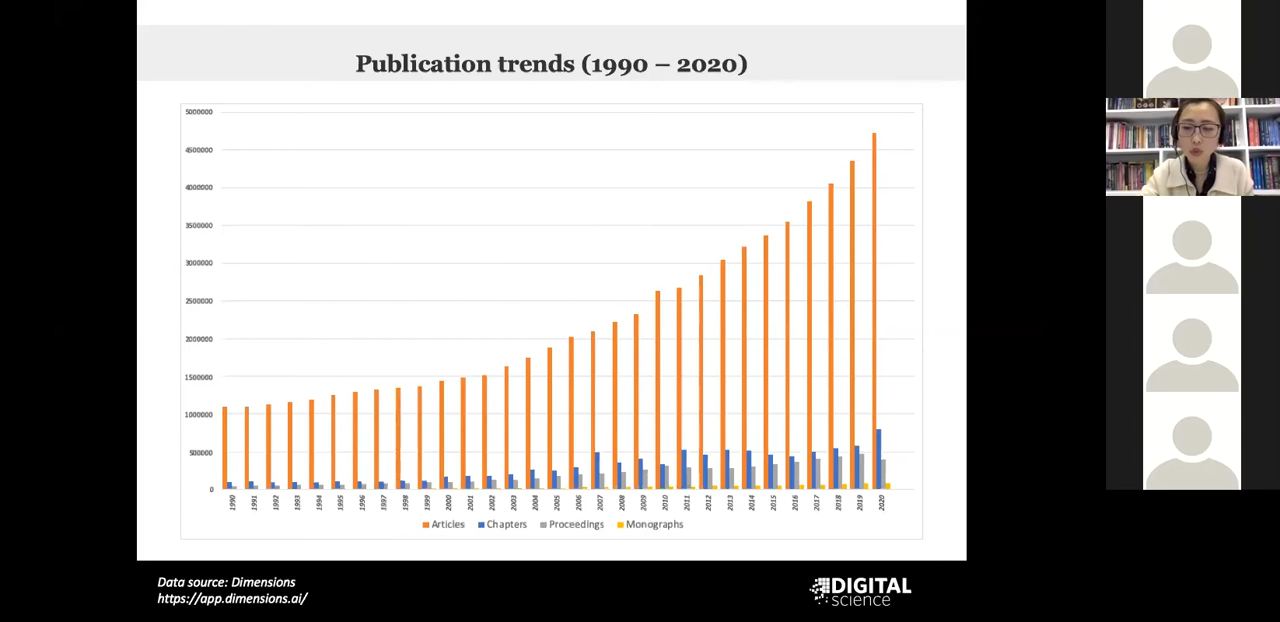 Publication trends (1990 – 2020)
5000000
4500000
4000000
3500000
3000000
2500000
2000000
1500000
1000000
500000
0
1990 1991 1992 1993 1994 1995 1996 1997 1998 1999 2000 2001 2002 2003 2004 2005 2006 2007 2008 2009 2010 2011 2012 2013 2014 2015 2016 2017 2018 2019 2020
Articles Chapters Proceedings Monographs
Data source: Dimensions
https://app.dimensions.ai/
DIGITAL
science